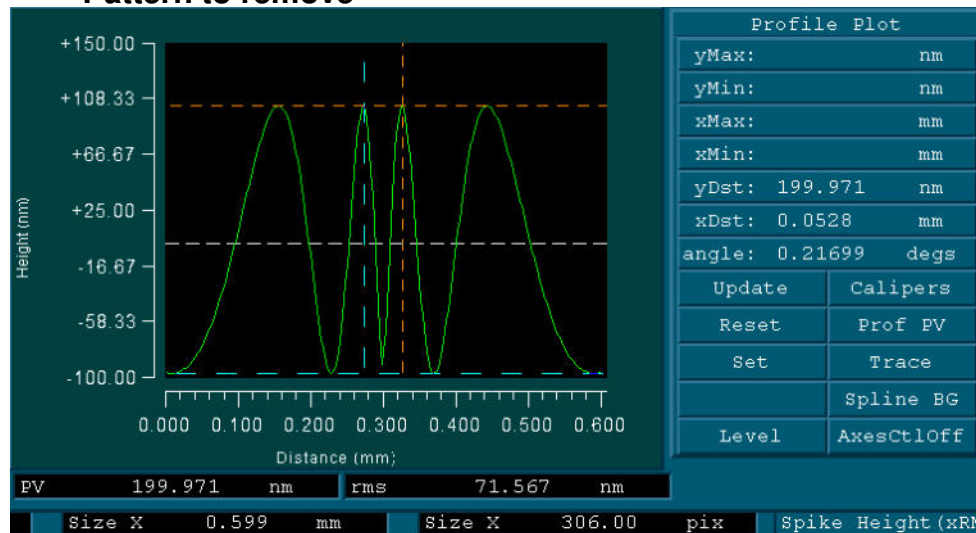 Pattern to remove
+150.00
+108.33
+66.67
+25.00
-16.67
-58.33
-100.00
Height (nm)
0.000 0.100 0.200 0.300 0.400 0.500 0.600
Distance (mm)
Profile Plot
yMax: nm
yMin: nm
xMax: mm
xMin: mm
yDst: 199.971 nm
xDst: 0.0528 mm
angle: 0.21699 degs
Update Calipers
Reset Prof PV
Set Trace
Spline BG
Level AxesCtlOff
PV 199.971 nm rms 71.567 nm
Size X 0.599 mm Size X 306.00 pix Spike Height(xRM